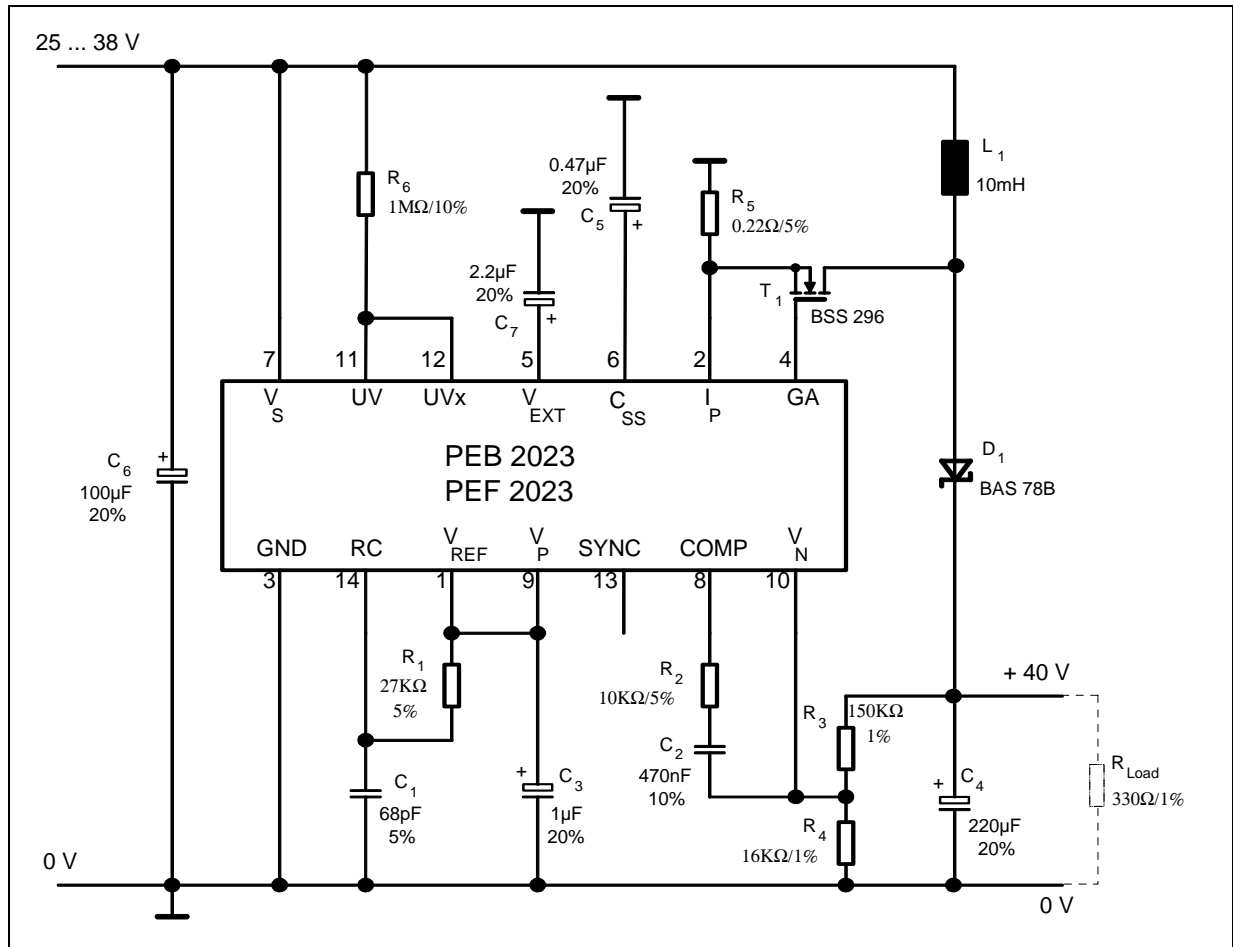 25 ... 38 V
R6
1MΩ/10%
0.47µF
20%
C5
2.2µF
20%
C7
R5
0.22Ω/5%
T1
BSS 296
L1
10mH
7
11
12
5
6
2
4
VS
UV
UVx
VEXT
CSS
IP
GA
PEB 2023
PEF 2023
C6
100µF
20%
D1
BAS 78B
GND
RC
VREF
VP
SYNC
COMP
VN
3
14
1
9
13
8
10
R1
27KΩ
5%
R2
10KΩ/5%
C2
470nF
10%
R3
150KΩ
1%
+ 40 V
C1
68pF
5%
C3
1µF
20%
R4
16KΩ/1%
C4
220µF
20%
RLoad
330Ω/1%
0 V
0 V
+
+
+
+
+